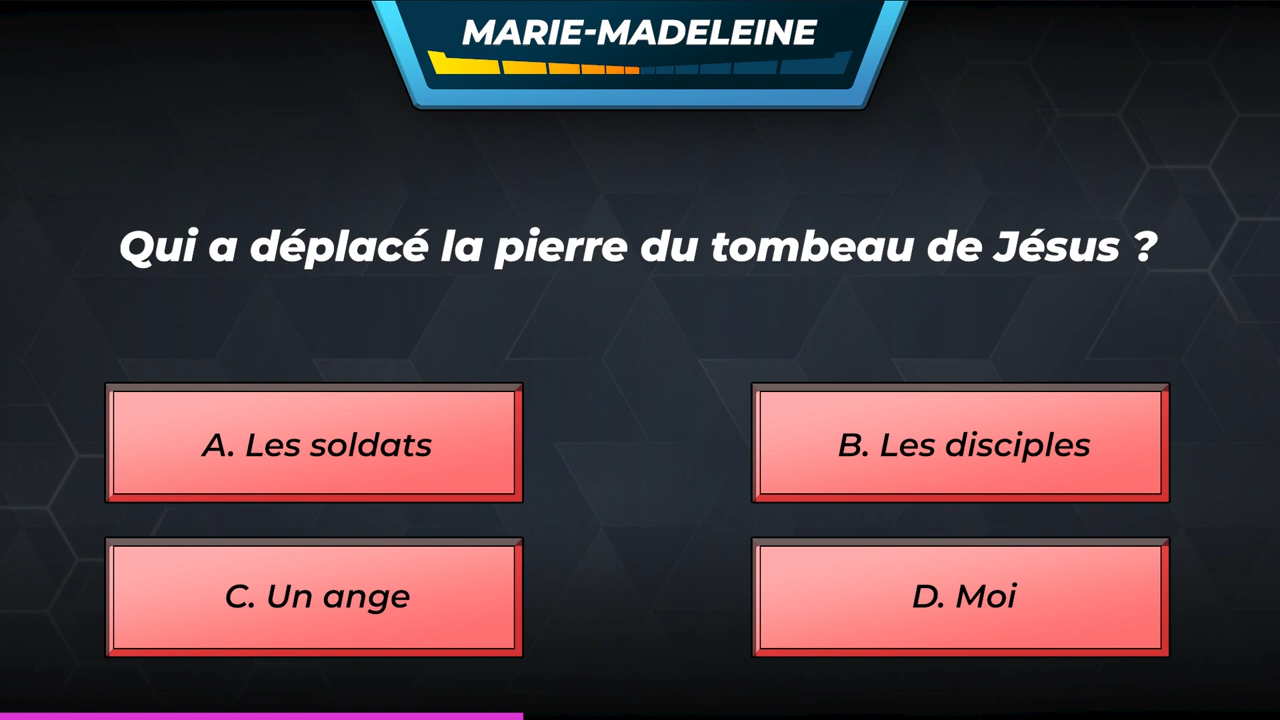 MARIE-MADELEINE
Qui a déplacé la pierre du tombeau de Jésus ?
A. Les soldats
B. Les disciples
C. Un ange
D. Moi